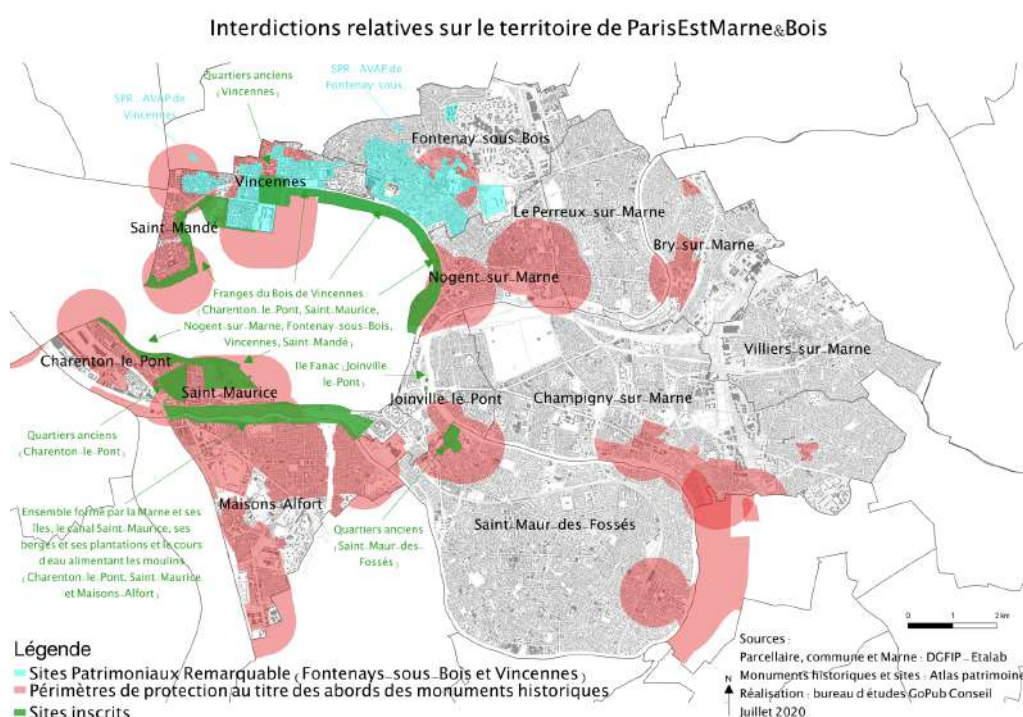 Interdictions relatives sur le territoire de ParisEstMarne&Bois
Quartiers anciens
(Vincennes)
SPR - AVAP de
Fontenay-sous
SPR - AVAP de
Vincennes
Fontenay-sous-Bois
Vincennes
Saint-Mandé
Le Perreux-sur-Marne
Bry-sur-Marne
Nogent-sur-Marne
Franges du Bois de Vincennes
(Charenton-le-Pont, Saint-Maurice,
Nogent-sur-Marne, Fontenay-sous-Bois,
Vincennes, Saint-Mandé)
Charenton-le-Pont
Saint-Maurice
Ile Fanac (Joinville
le-Pont)
Villiers-sur-Marne
Joinville-le-Pont
Champigny-sur-Marne
Quartiers anciens
(Charenton-le-Pont)
Maisons-Alfort
Ensemble formé par la Marne et ses
îles, le canal Saint-Maurice, ses
berges et ses plantations et le cours
d'eau alimentant les moulins
(Charenton-le-Pont, Saint-Maurice
et Maisons-Alfort)
Quartiers anciens
(Saint-Maur-des-
Fossés)
Saint-Maur-des-Fossés
0 1 2 km
Légende
Sites Patrimoniaux Remarquable (Fontenays-sous-Bois et Vincennes)
Périmètres de protection au titre des abords des monuments historiques
Sites inscrits
N
Sources :
Parcellaire, commune et Marne : DGFIP - Etalab
Monuments historiques et sites : Atlas patrimoine
Réalisation : bureau d'études GoPub Conseil
Juillet 2020